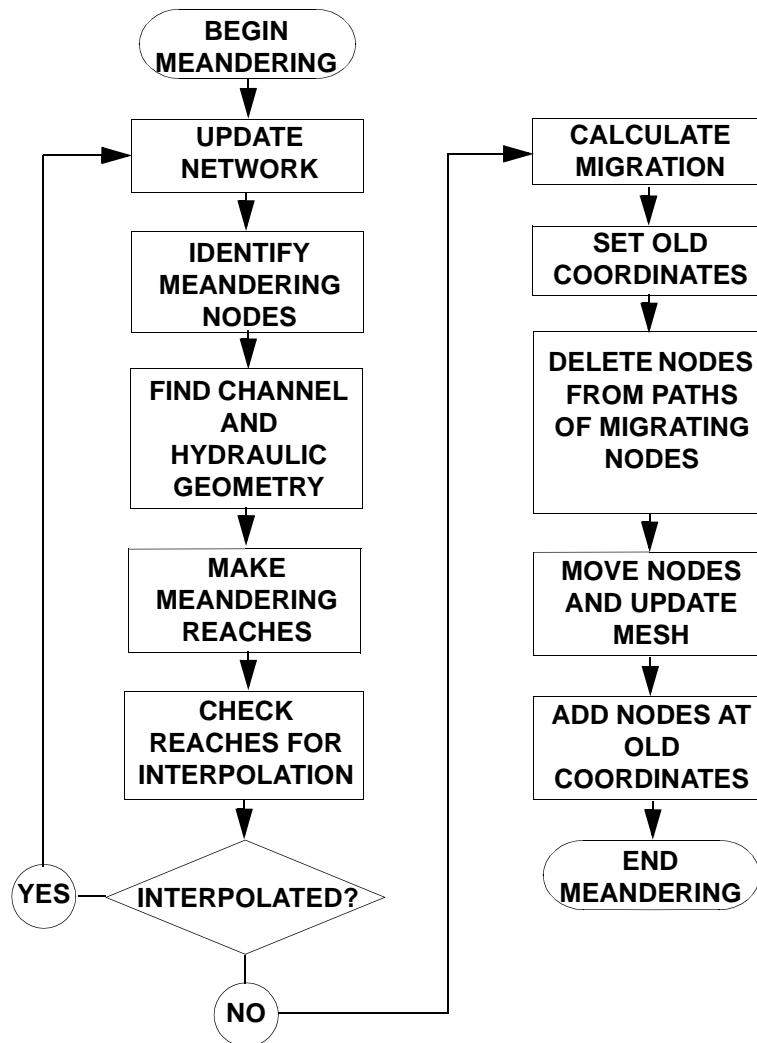 BEGIN
MEANDERING
UPDATE
NETWORK
IDENTIFY
MEANDERING
NODES
FIND CHANNEL
AND
HYDRAULIC
GEOMETRY
MAKE
MEANDERING
REACHES
CHECK
REACHES FOR
INTERPOLATION
YES
INTERPOLATED?
NO
CALCULATE
MIGRATION
SET OLD
COORDINATES
DELETE NODES
FROM PATHS
OF MIGRATING
NODES
MOVE NODES
AND UPDATE
MESH
ADD NODES AT
OLD
COORDINATES
END
MEANDERING